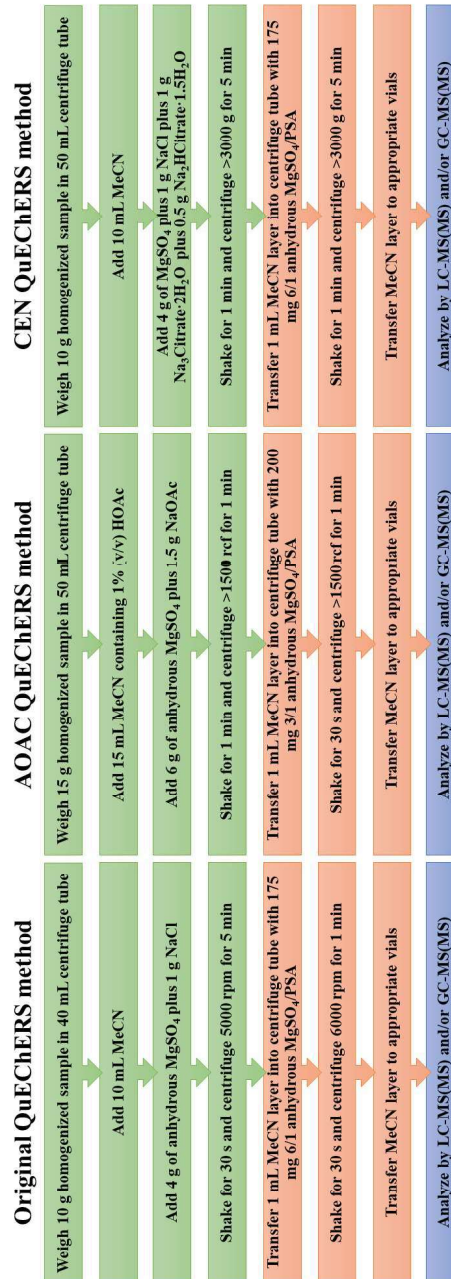 Original QuEChERS method
Weigh 10 g homogenized sample in 40 mL centrifuge tube
Add 10 mL MeCN
Add 4 g of anhydrous MgSO₄ plus 1 g NaCl
Shake for 30 s and centrifuge 5000 rpm for 5 min
Transfer 1 mL MeCN layer into centrifuge tube with 175
mg 6/1 anhydrous MgSO₄/PSA
Shake for 30 s and centrifuge 6000 rpm for 1 min
Transfer MeCN layer to appropriate vials
Analyze by LC-MS(MS) and/or GC-MS(MS)
AOAC QuEChERS method
Weigh 15 g homogenized sample in 50 mL centrifuge tube
Add 15 mL MeCN containing 1% (v/v) HOAc
Add 6 g of anhydrous MgSO₄ plus 1.5 g NaOAc
Shake for 1 min and centrifuge >1500 rcf for 1 min
Transfer 1 mL MeCN layer into centrifuge tube with 200
mg 3/1 anhydrous MgSO₄/PSA
Shake for 30 s and centrifuge >1500rcf for 1 min
Transfer MeCN layer to appropriate vials
Analyze by LC-MS(MS) and/or GC-MS(MS)
CEN QuEChERS method
Weigh 10 g homogenized sample in 50 mL centrifuge tube
Add 10 mL MeCN
Add 4 g of MgSO₄ plus 1 g NaCl plus 1 g
Na₃Citrate·2H₂O plus 0.5 g Na₂HCitrate·1.5H₂O
Shake for 1 min and centrifuge >3000 g for 5 min
Transfer 1 mL MeCN layer into centrifuge tube with 175
mg 6/1 anhydrous MgSO₄/PSA
Shake for 1 min and centrifuge >3000 g for 5 min
Transfer MeCN layer to appropriate vials
Analyze by LC-MS(MS) and/or GC-MS(MS)